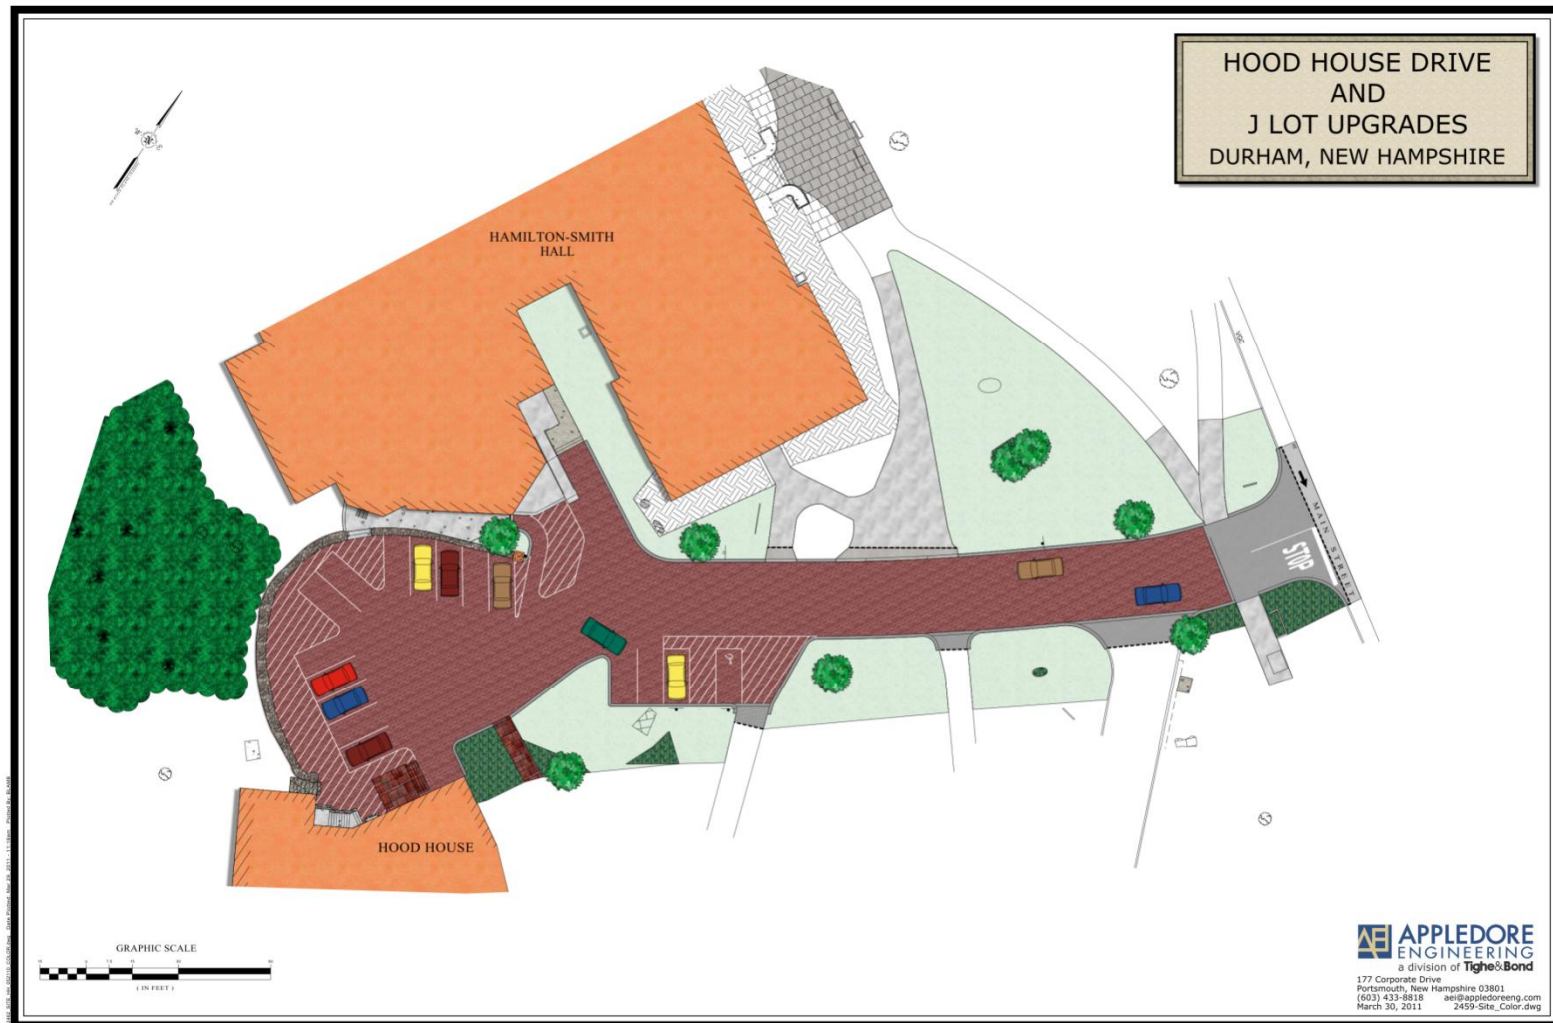 HOOD HOUSE DRIVE
AND
J LOT UPGRADES
DURHAM, NEW HAMPSHIRE
HAMILTON-SMITH
HALL
MAIN STREET
STOP
HOOD HOUSE
GRAPHIC SCALE
( IN FEET )
AEI APPLEDORE
ENGINEERING
a division of Tighe&Bond
177 Corporate Drive
Portsmouth, New Hampshire 03801
(603) 433-8818 aei@appledoreeng.com
March 30, 2011 2459-Site_Color.dwg